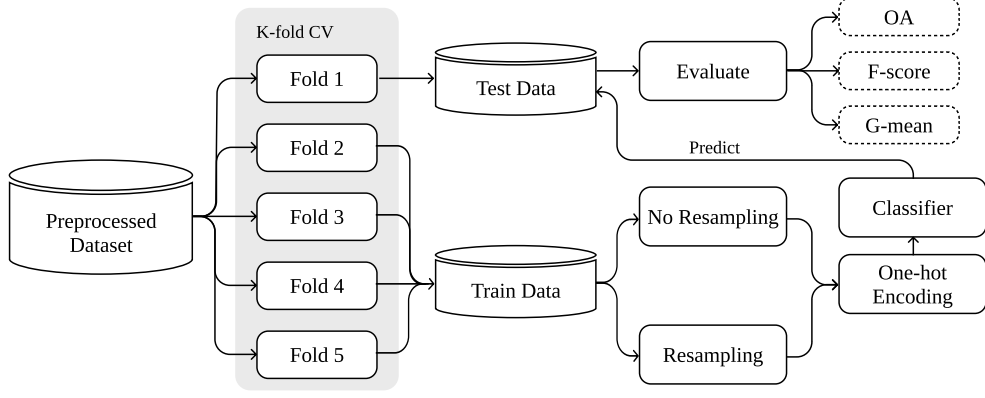 K-fold CV
Fold 1
Fold 2
Fold 3
Fold 4
Fold 5
Preprocessed
Dataset
Test Data
Train Data
Evaluate
OA
F-score
G-mean
Predict
No Resampling
Resampling
Classifier
One-hot
Encoding